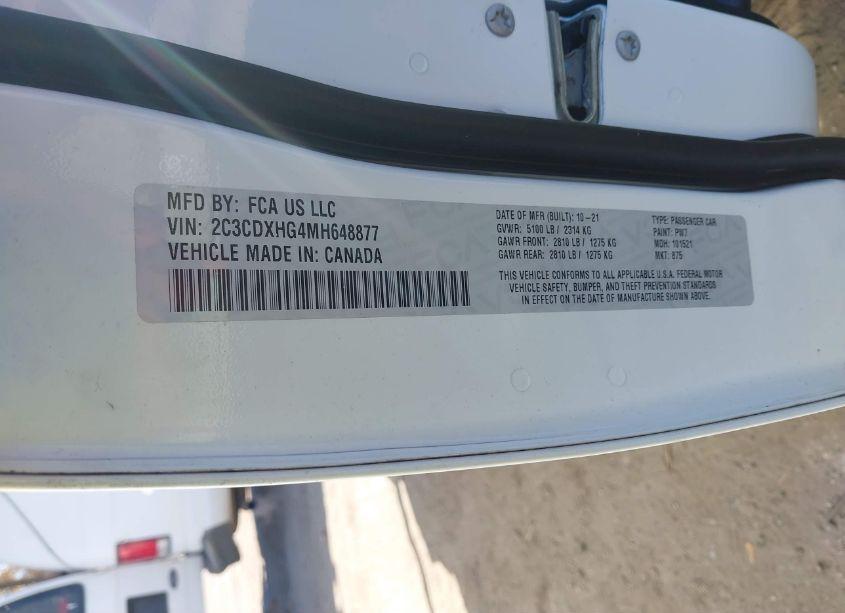 MFD BY: FCA US LLC
VIN: 2C3CDXHG4MH648877
VEHICLE MADE IN: CANADA
DATE OF MFR (BUILT): 10-21
GVWR: 5100 LB / 2314 KG
GAWR FRONT: 2810 LB / 1275 KG
GAWR REAR: 2810 LB / 1275 KG
TYPE: PASSENGER CAR
PAINT: PW7
MDH: 101521
MKT: 875
THIS VEHICLE CONFORMS TO ALL APPLICABLE U.S.A. FEDERAL MOTOR
VEHICLE SAFETY, BUMPER, AND THEFT PREVENTION STANDARDS
IN EFFECT ON THE DATE OF MANUFACTURE SHOWN ABOVE.